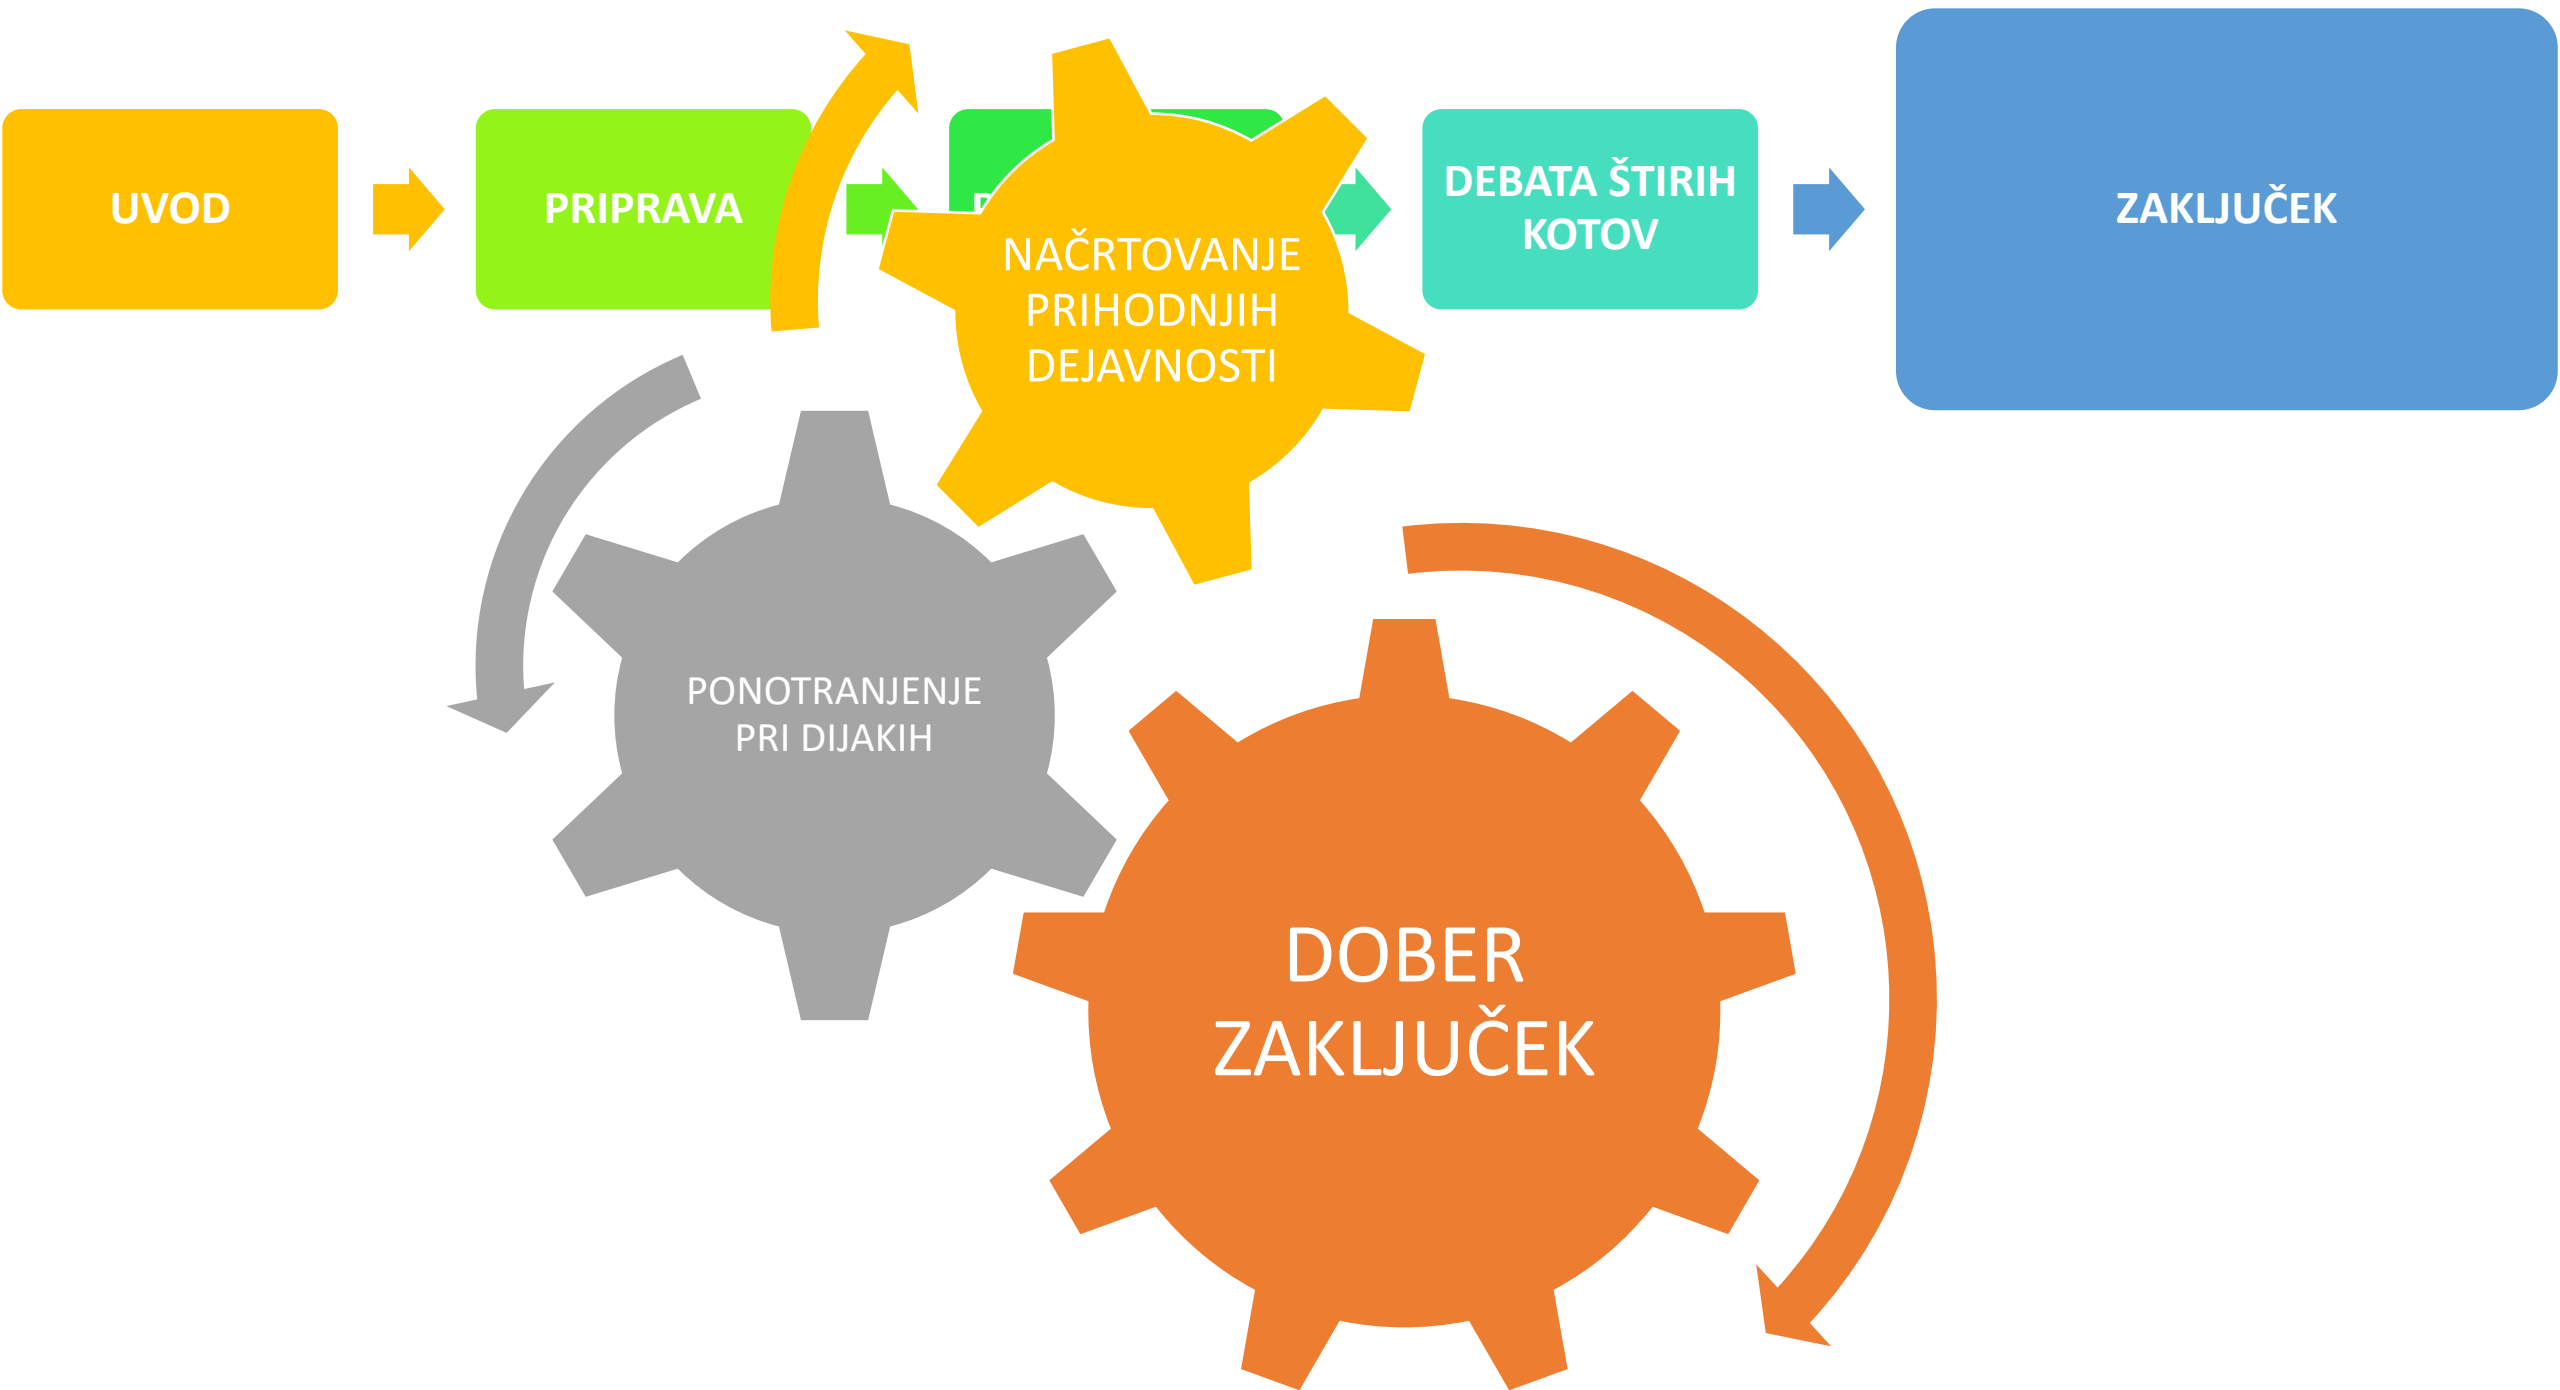 UVOD
PRIPRAVA
DEBATA ŠTIRIH
KOTOV
ZAKLJUČEK
NAČRTOVANJE
PRIHODNJIH
DEJAVNOSTI
PONOTRANJENJE
PRI DIJAKIH
DOBER
ZAKLJUČEK